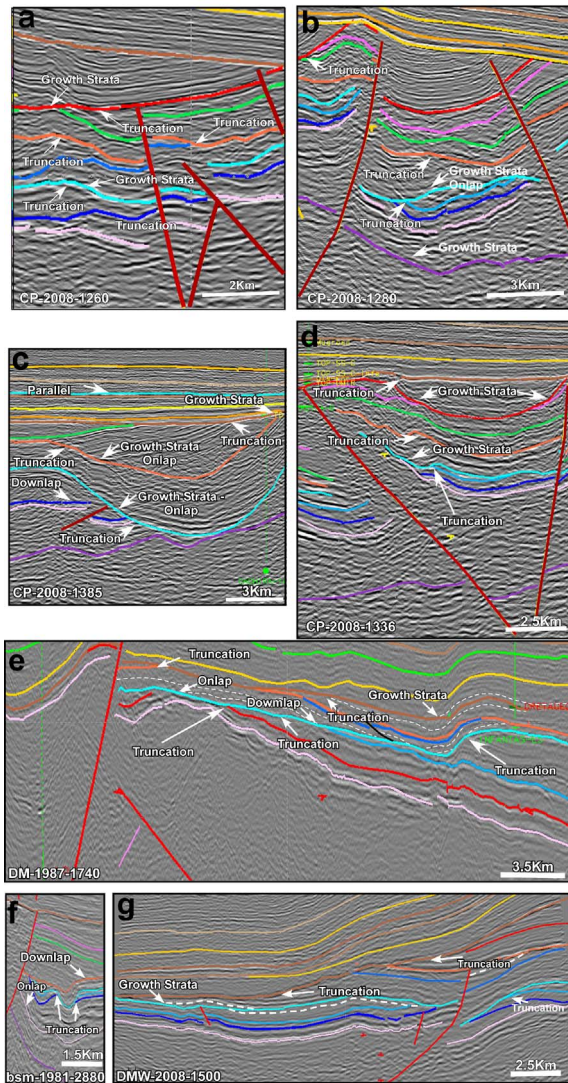 a
Growth Strata
Truncation
Truncation
Truncation
Growth Strata
Truncation
CP-2008-1260
2Km
b
Truncation
Truncation
Growth Strata
Onlap
Truncation
Growth Strata
CP-2008-1280
3Km
c
Parallel
Growth Strata
Truncation
Growth Strata
Onlap
Truncation
Downlap
Growth Strata -
Onlap
Truncation
CP-2008-1385
3Km
d
Truncation
Growth Strata
Truncation
Growth Strata
Truncation
CP-2008-1336
2.5Km
e
Truncation
Onlap
Growth Strata
Downlap
Truncation
Truncation
Truncation
Truncation
DM-1987-1740
3.5Km
f
Downlap
Onlap
Truncation
1.5Km
bsm-1981-2880
g
Truncation
Growth Strata
Truncation
Truncation
DMW-2008-1500
2.5Km